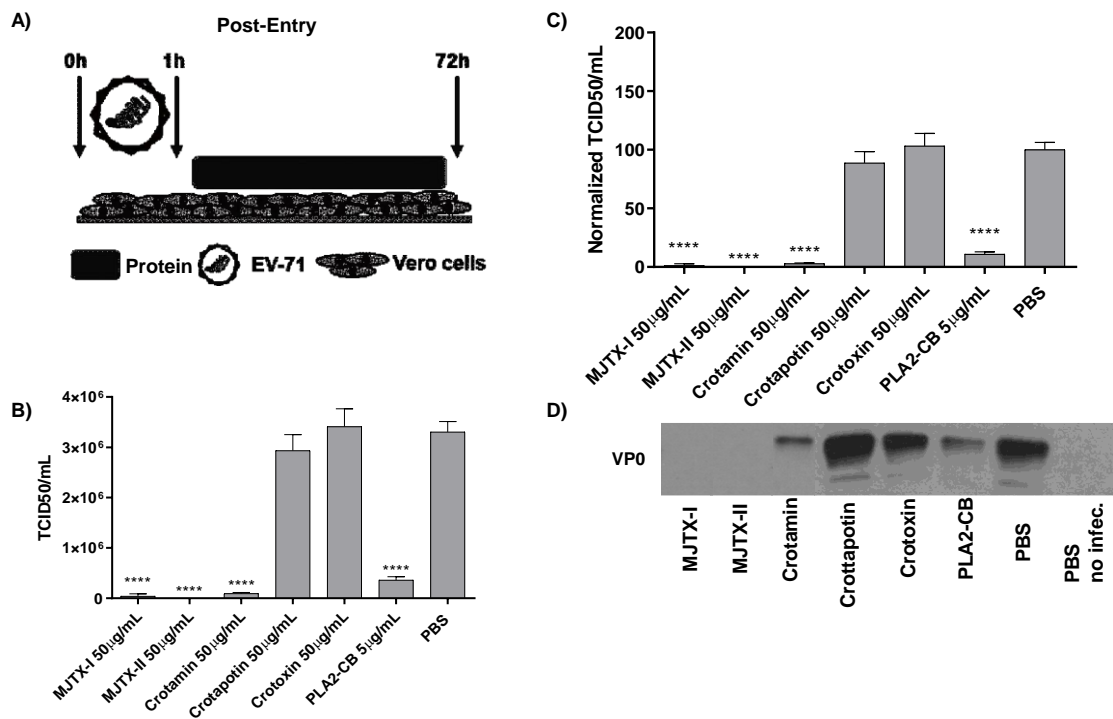 A)
Post-Entry
0h 1h 72h
Protein EV-71 Vero cells
B)
TCID50/mL
4×10⁶
3×10⁶
2×10⁶
1×10⁶
0
**** **** **** ****
MJTX-I 50µg/mL
MJTX-II 50µg/mL
Crotamin 50µg/mL
Crotapotin 50µg/mL
Crotoxin 50µg/mL
PLA2-CB 5µg/mL
PBS
C)
Normalized TCID50/mL
200
150
100
50
0
**** **** **** ****
MJTX-I 50µg/mL
MJTX-II 50µg/mL
Crotamin 50µg/mL
Crotapotin 50µg/mL
Crotoxin 50µg/mL
PLA2-CB 5µg/mL
PBS
D)
VP0
MJTX-I
MJTX-II
Crotamin
Crottapotin
Crotoxin
PLA2-CB
PBS
PBS
no infec.